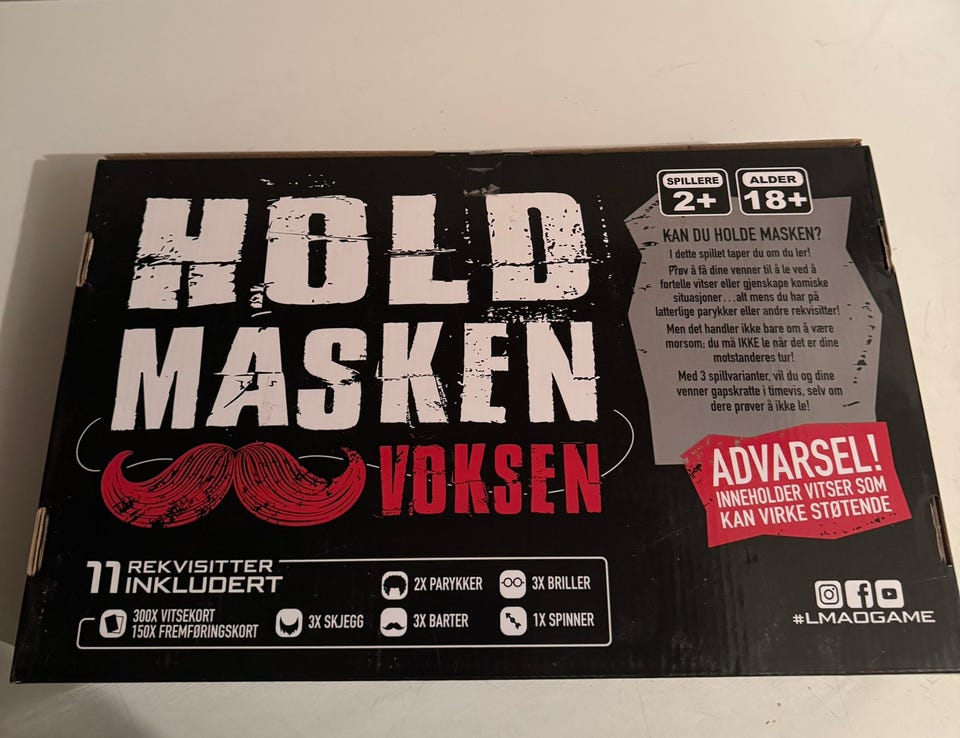 HOLD
MASKEN
VOKSEN
SPILLERE
2+
ALDER
18+
KAN DU HOLDE MASKEN?
I dette spillet taper du om du ler!
Prøv å få dine venner til å le ved å
fortelle vitser eller gjenskape komiske
situasjoner...alt mens du har på
latterlige parykker eller andre rekvisitter!
Men det handler ikke bare om å være
morsom; du må IKKE le når det er dine
motstanderes tur!
Med 3 spillvarianter, vil du og dine
venner gapskratte i timevis, selv om
dere prøver å ikke le!
ADVARSEL!
INNEHOLDER VITSER SOM
KAN VIRKE STØTENDE
11 REKVISITTER
INKLUDERT
2X PARYKKER
3X BRILLER
300X VITSEKORT
150X FREMFØRINGSKORT
3X SKJEGG
3X BARTER
1X SPINNER
#LMAOGAME